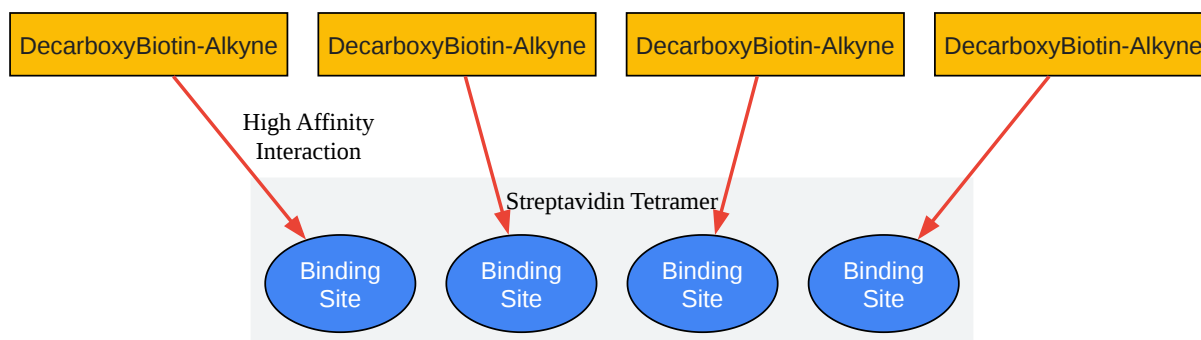 DecarboxyBiotin-Alkyne
DecarboxyBiotin-Alkyne
DecarboxyBiotin-Alkyne
DecarboxyBiotin-Alkyne
High Affinity
Interaction
Streptavidin Tetramer
Binding
Site
Binding
Site
Binding
Site
Binding
Site